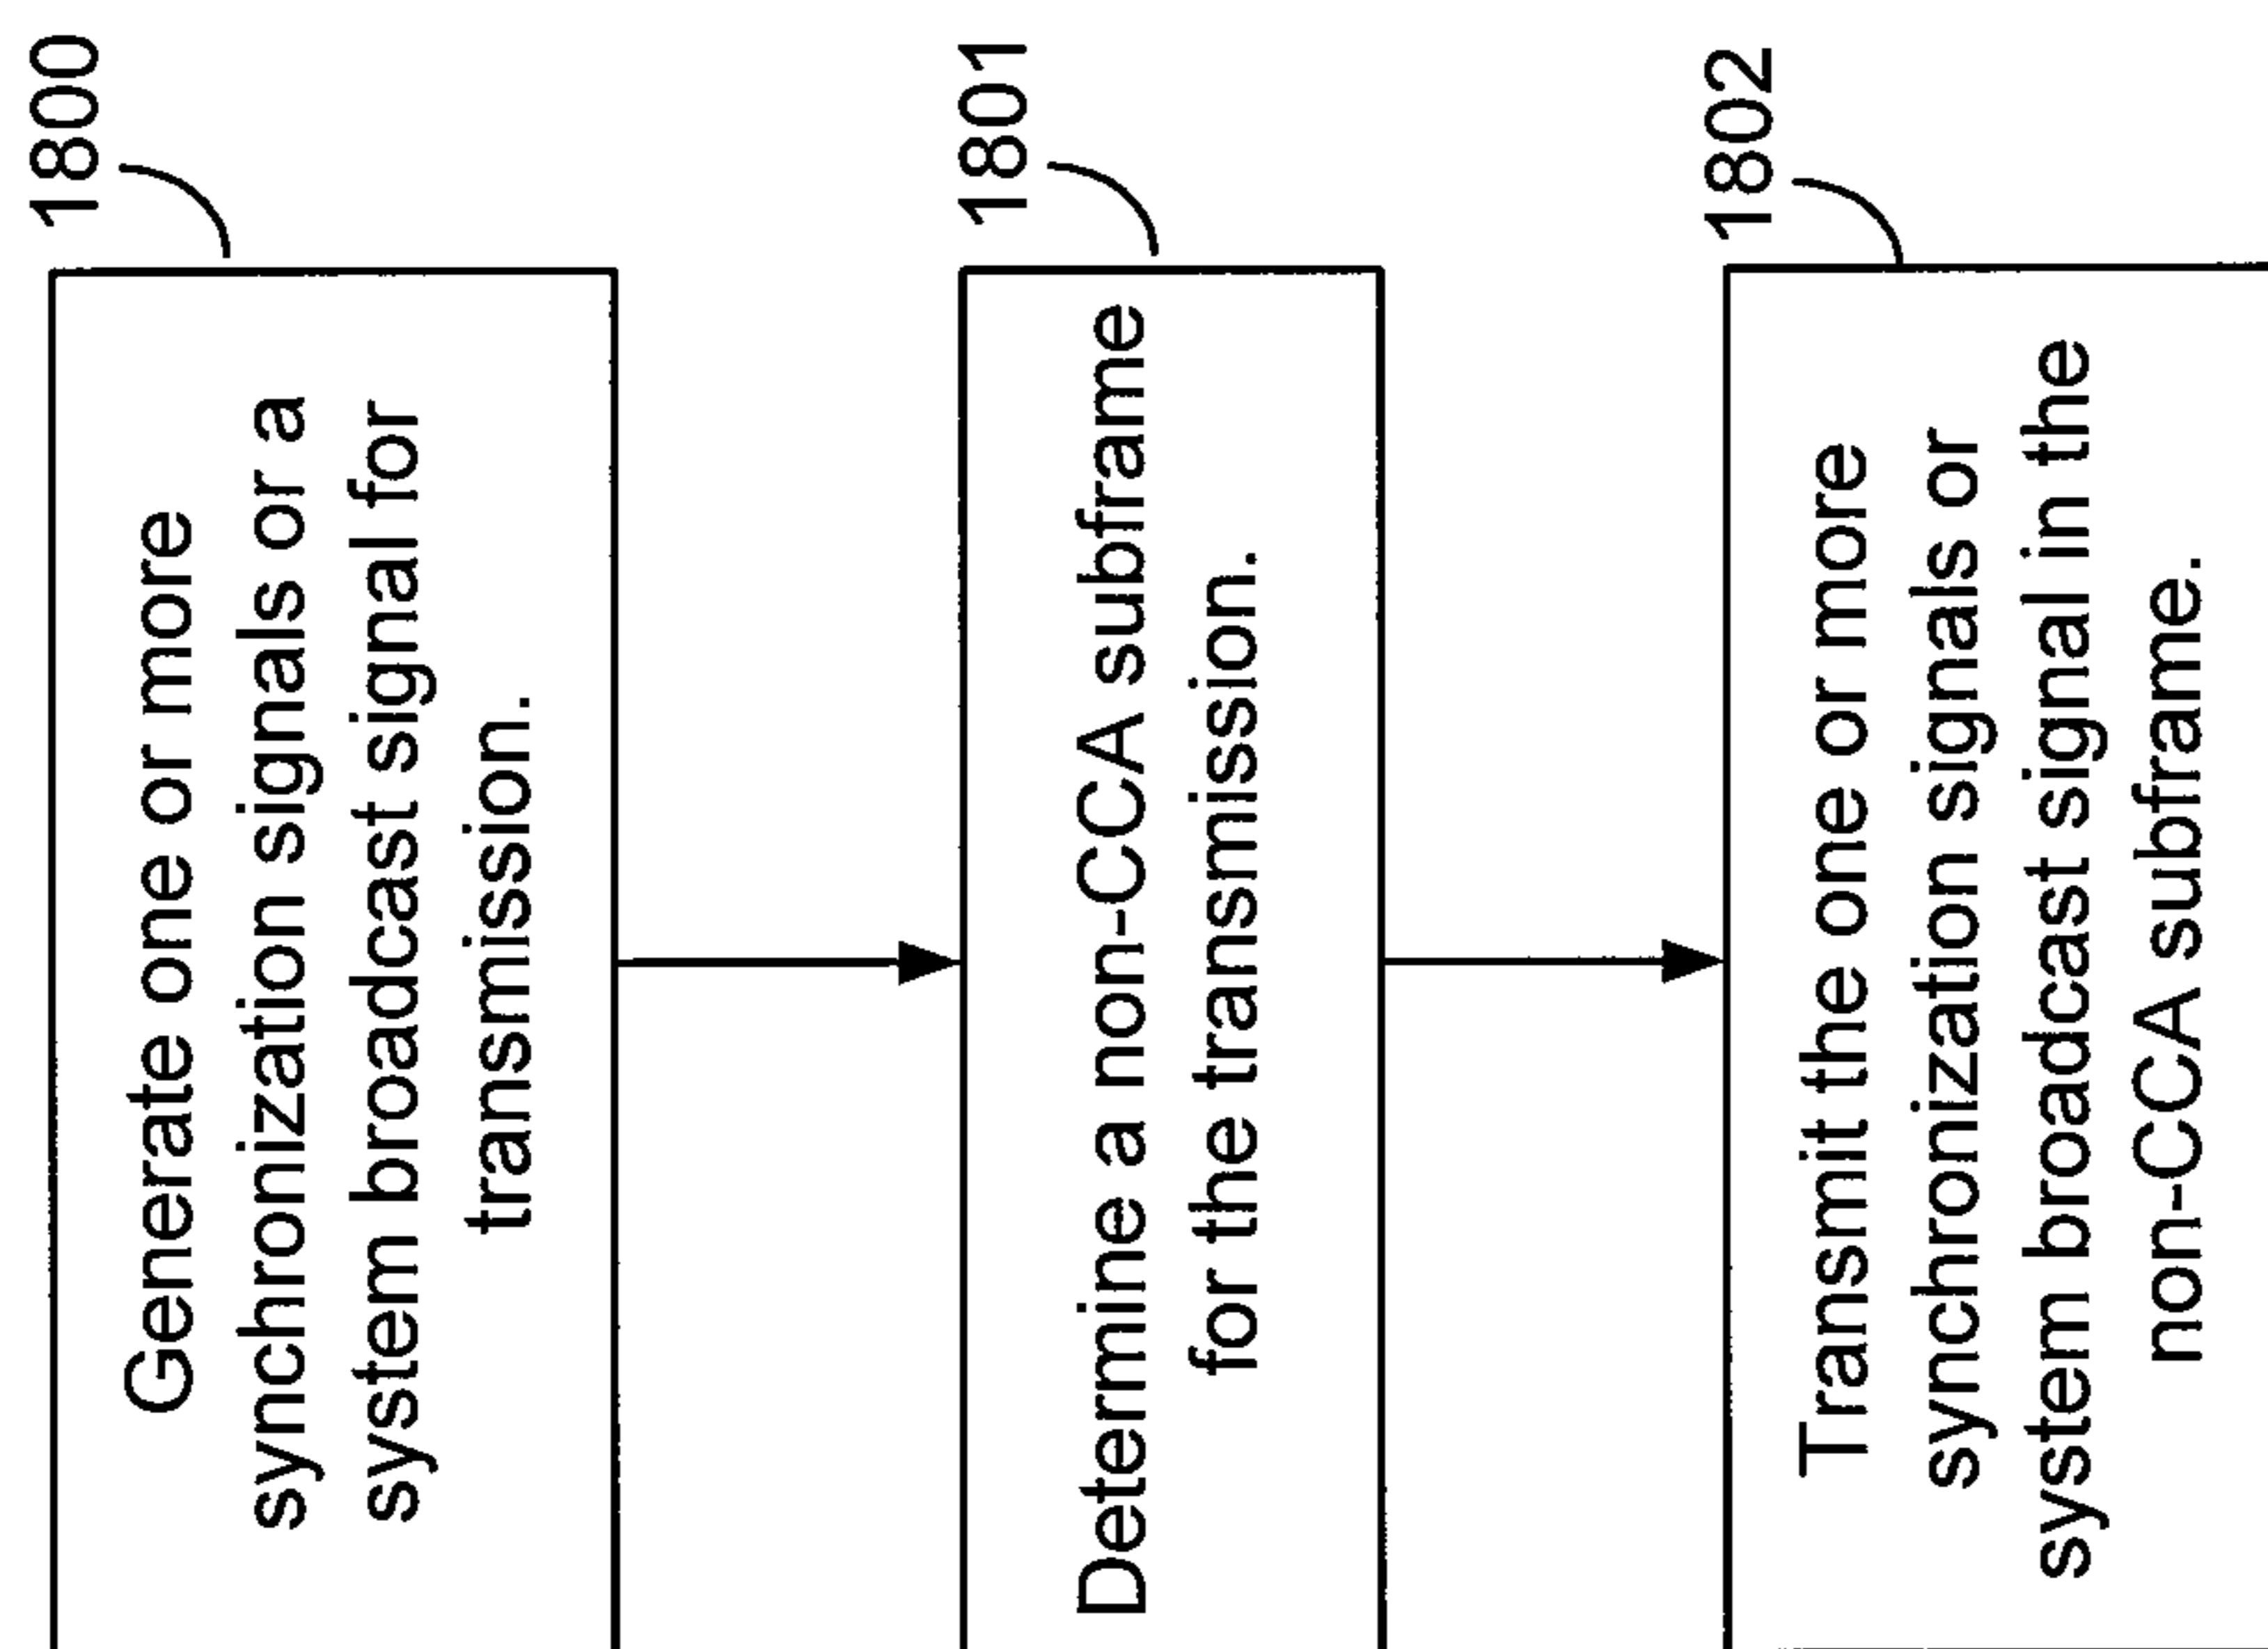 1800
Generate one or more
synchronization signals or a
system broadcast signal for
transmission.
1801
Determine a non-CCA subframe
for the transmission.
1802
Transmit the one or more
synchronization signals or
system broadcast signal in the
non-CCA subframe.